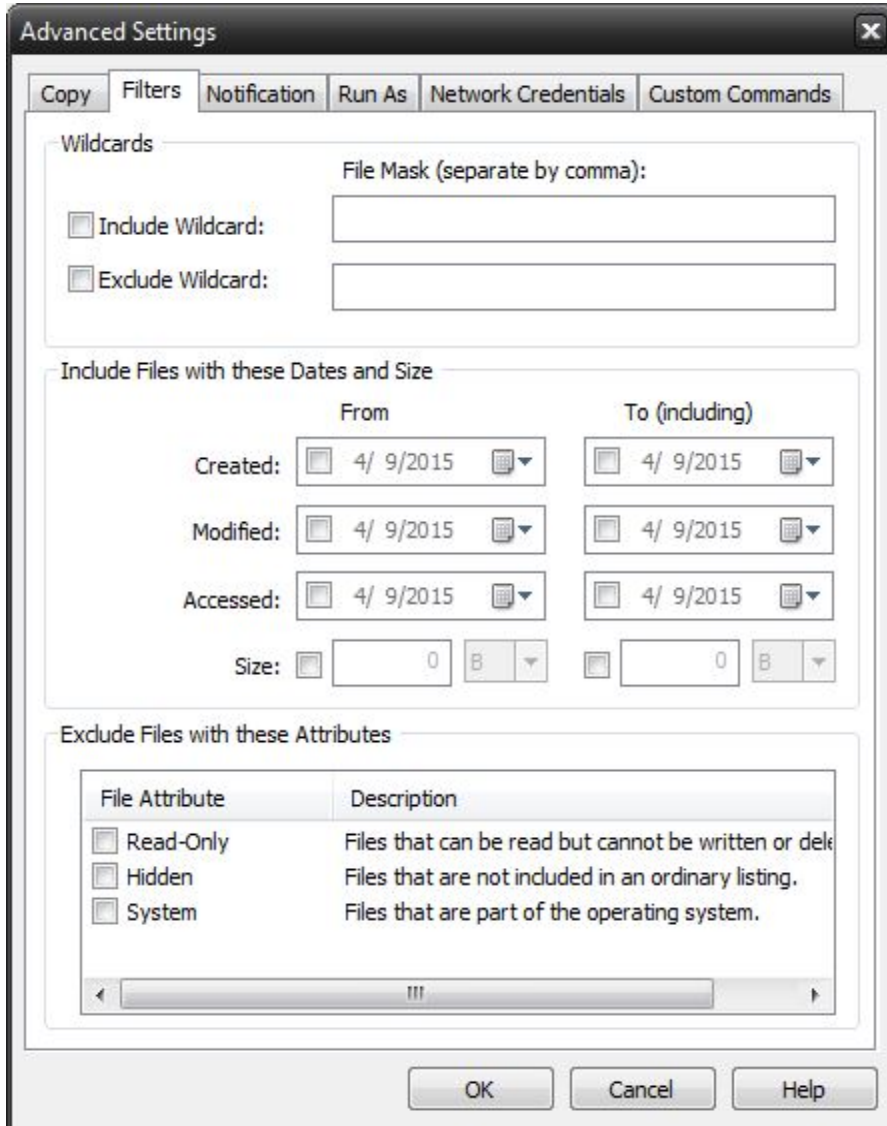 Advanced Settings
Copy Filters Notification Run As Network Credentials Custom Commands
Wildcards
File Mask (separate by comma):
Include Wildcard:
Exclude Wildcard:
Include Files with these Dates and Size
From To (including)
Created: 4/ 9/2015 4/ 9/2015
Modified: 4/ 9/2015 4/ 9/2015
Accessed: 4/ 9/2015 4/ 9/2015
Size: 0 B 0 B
Exclude Files with these Attributes
File Attribute Description
Read-Only Files that can be read but cannot be written or dele
Hidden Files that are not included in an ordinary listing.
System Files that are part of the operating system.
OK Cancel Help